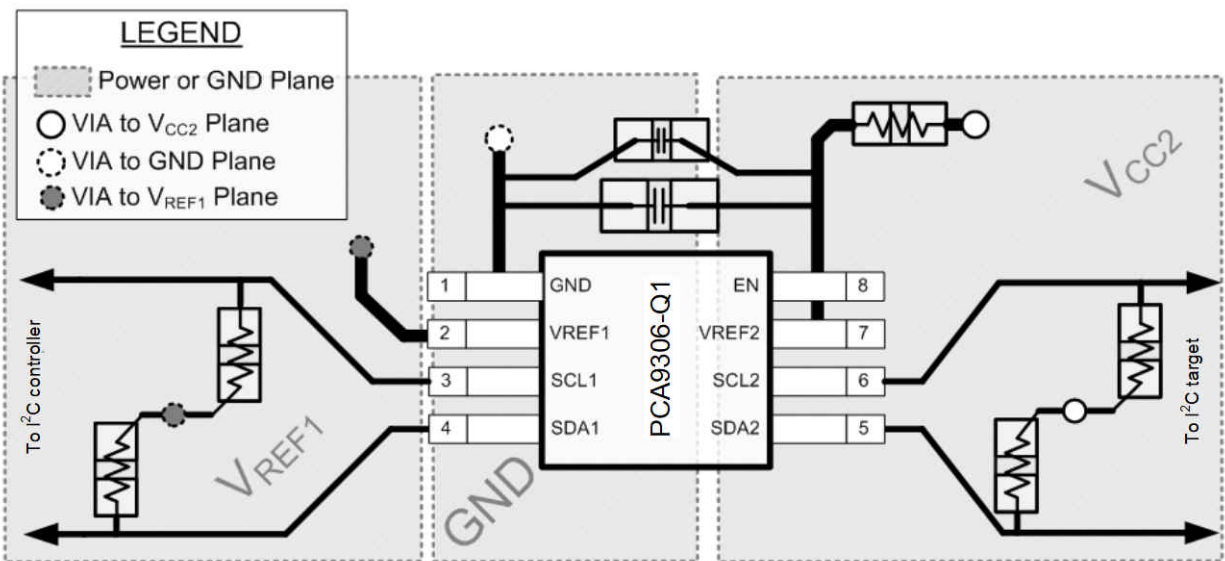 LEGEND
Power or GND Plane
VIA to VCC2 Plane
VIA to GND Plane
VIA to VREF1 Plane
VCC2
1
GND
EN
8
2
VREF1
VREF2
7
3
SCL1
SCL2
6
4
SDA1
SDA2
5
PCA9306-Q1
To I²C controller
To I²C target
VREF1
GND